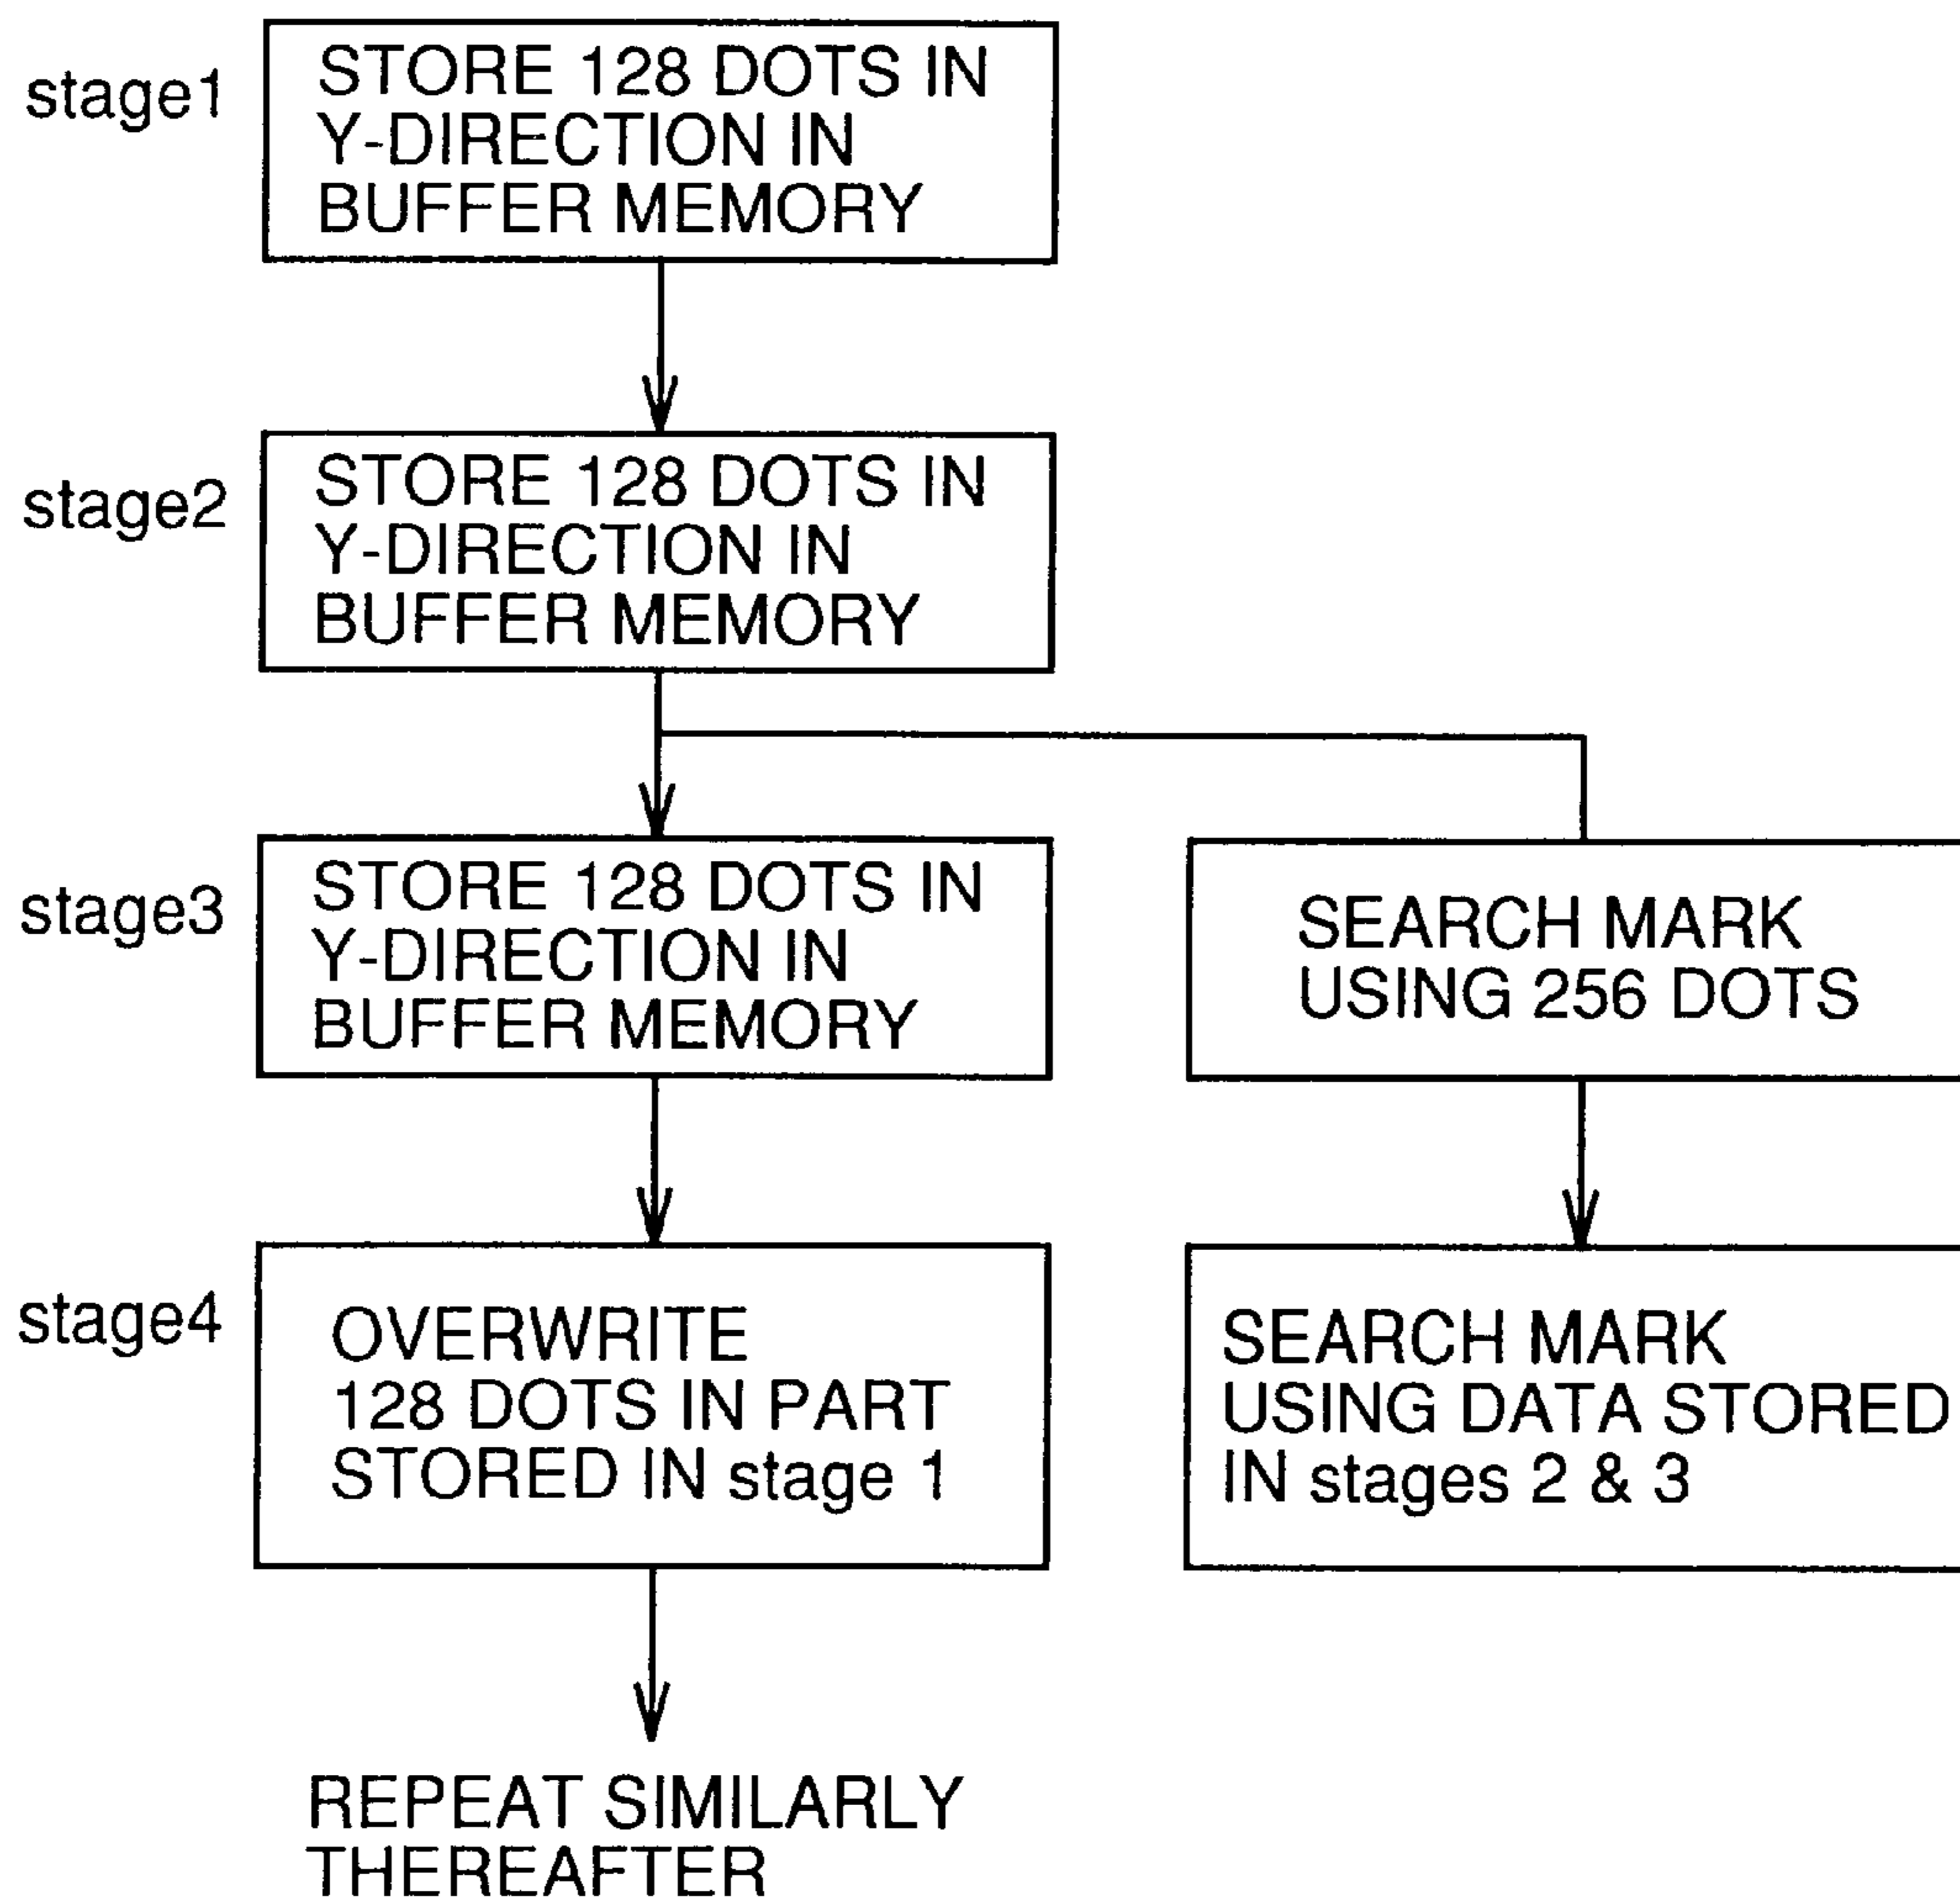 stage1
STORE 128 DOTS IN
Y-DIRECTION IN
BUFFER MEMORY
stage2
STORE 128 DOTS IN
Y-DIRECTION IN
BUFFER MEMORY
stage3
STORE 128 DOTS IN
Y-DIRECTION IN
BUFFER MEMORY
SEARCH MARK
USING 256 DOTS
stage4
OVERWRITE
128 DOTS IN PART
STORED IN stage 1
SEARCH MARK
USING DATA STORED
IN stages 2 & 3
REPEAT SIMILARLY
THEREAFTER